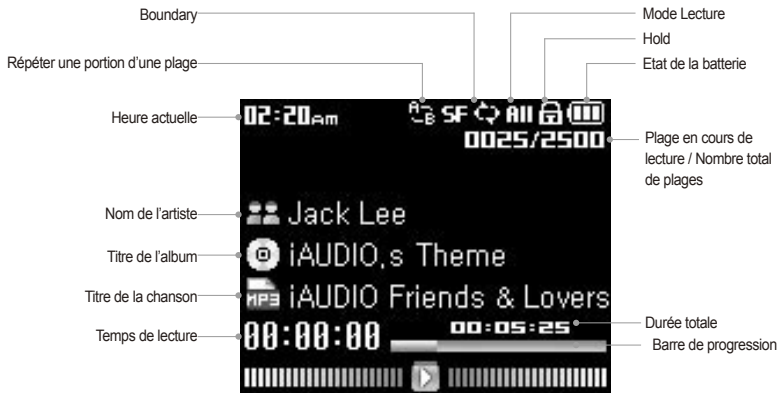 Boundary
Mode Lecture
Hold
Répéter une portion d'une plage
Etat de la batterie
Heure actuelle
02:20Am
A B SF All
0025/2500
Plage en cours de
lecture / Nombre total
de plages
Nom de l'artiste
Jack Lee
Titre de l'album
iAUDIO,s Theme
Titre de la chanson
MP3 iAUDIO Friends & Lovers
Temps de lecture
00:00:00
00:05:25
Durée totale
Barre de progression